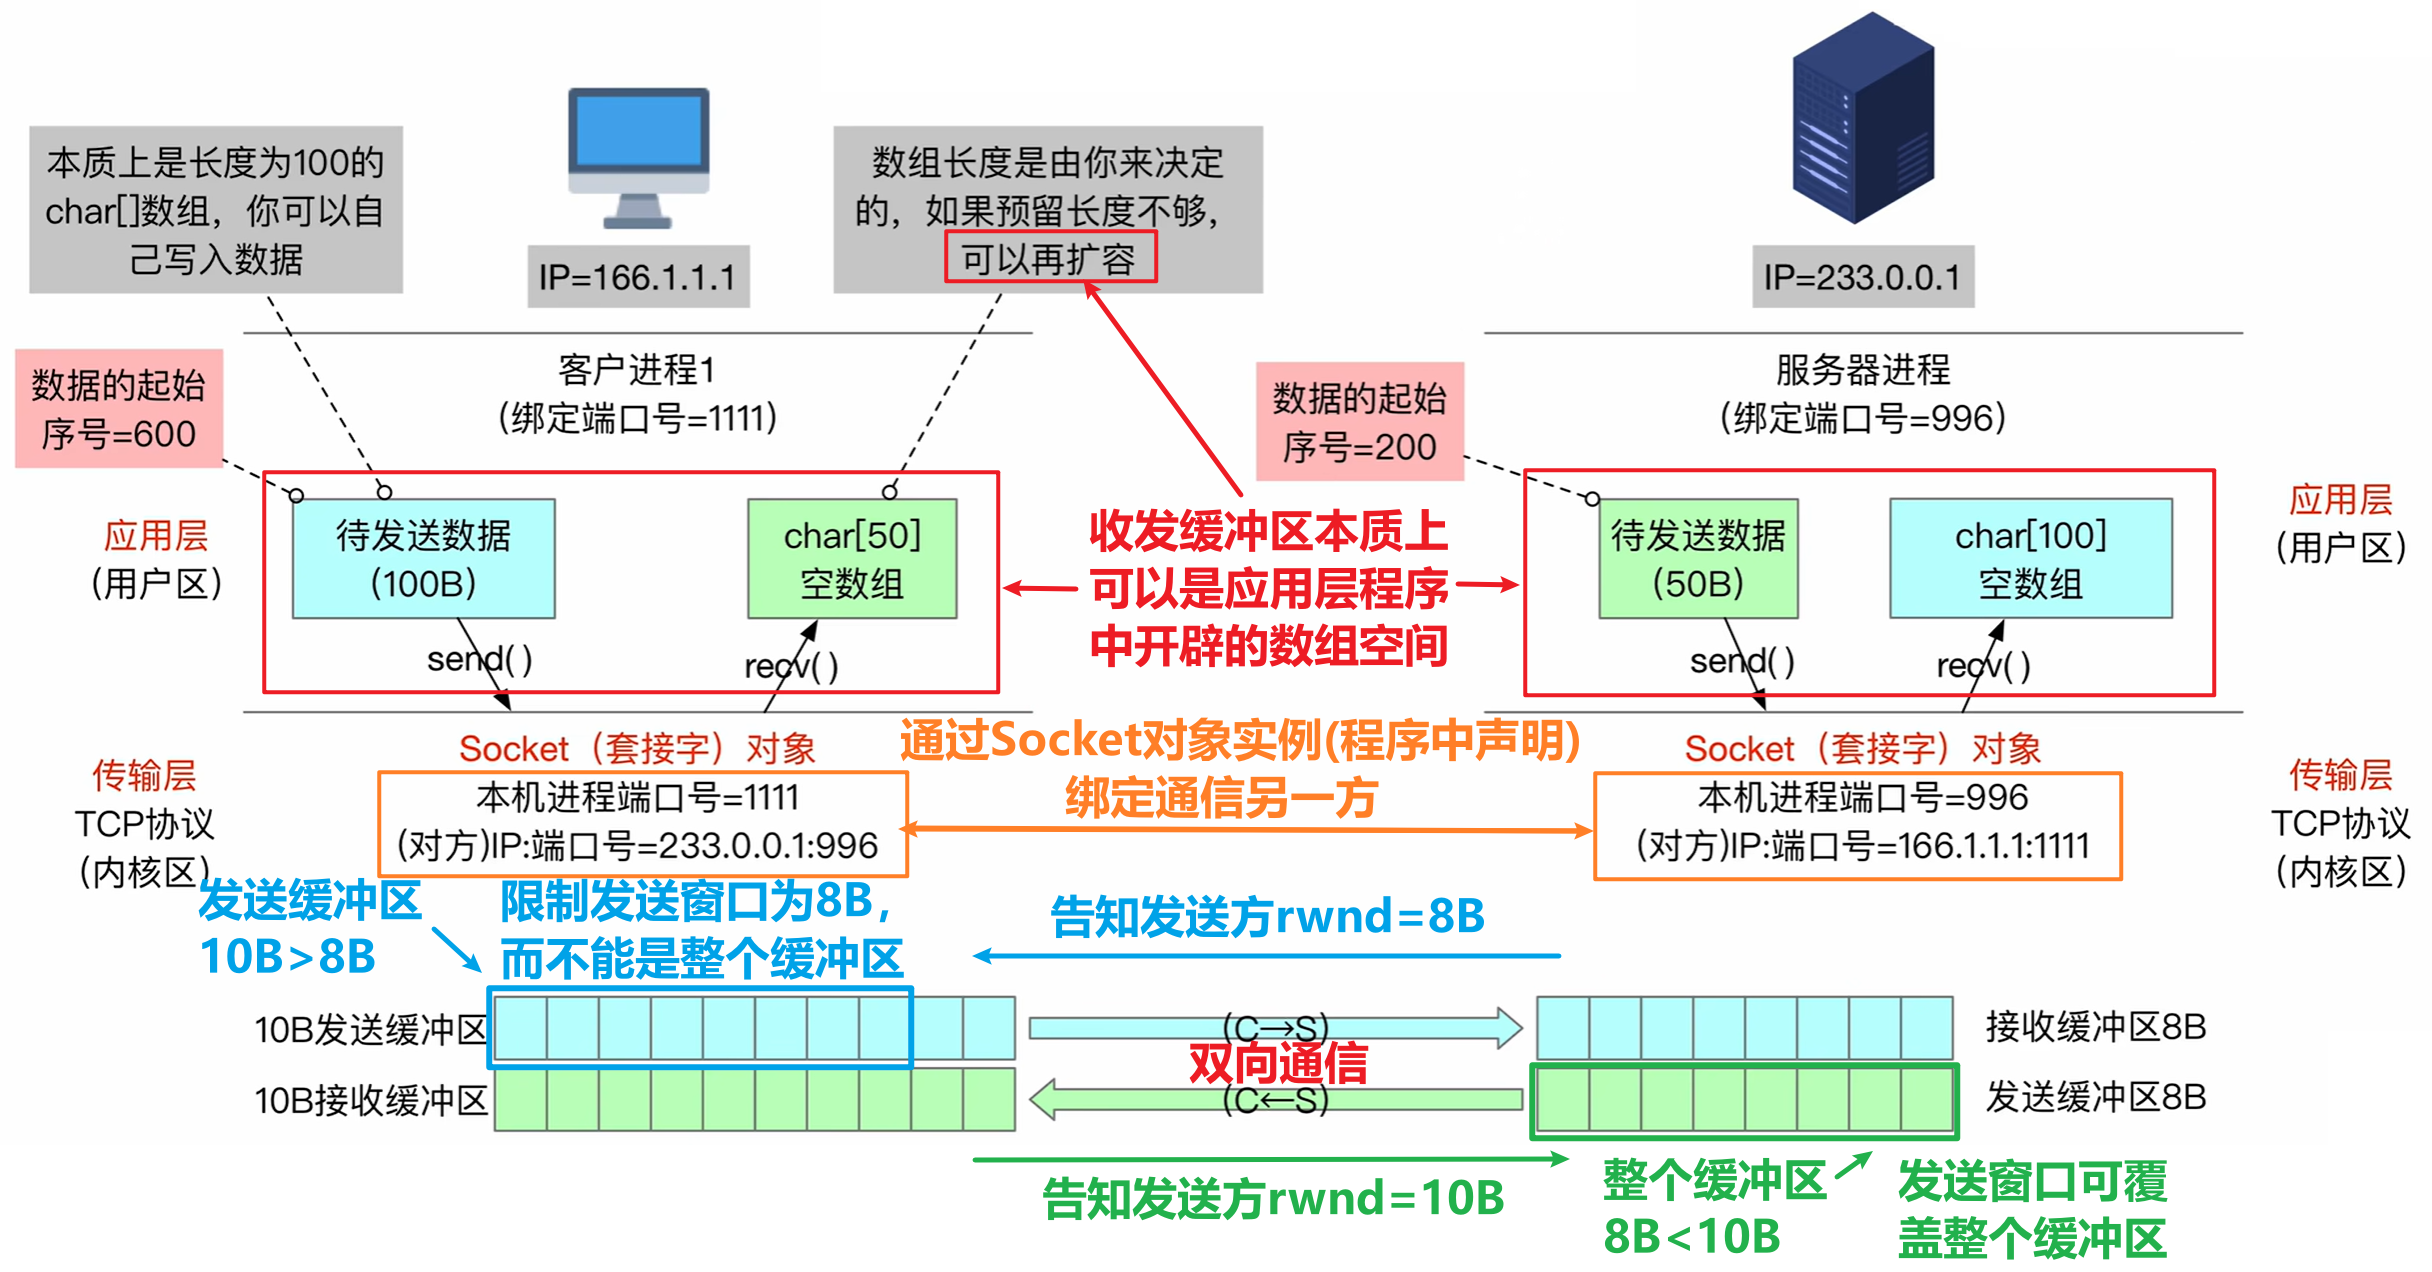 本质上是长度为100的
char[]数组，你可以自
己写入数据
IP=166.1.1.1
数组长度是由你来决定
的，如果预留长度不够，
可以再扩容
IP=233.0.0.1
数据的起始
序号=600
客户进程1
(绑定端口号=1111)
数据的起始
序号=200
服务器进程
(绑定端口号=996)
应用层
(用户区)
待发送数据
(100B)
char[50]
空数组
收发缓冲区本质上
可以是应用层程序
中开辟的数组空间
待发送数据
(50B)
char[100]
空数组
应用层
(用户区)
send()
recv()
send()
recv()
Socket（套接字）对象
通过Socket对象实例(程序中声明)
绑定通信另一方
Socket（套接字）对象
传输层
TCP协议
(内核区)
本机进程端口号=1111
(对方)IP:端口号=233.0.0.1:996
本机进程端口号=996
(对方)IP:端口号=166.1.1.1:1111
传输层
TCP协议
(内核区)
发送缓冲区
10B>8B
限制发送窗口为8B，
而不能是整个缓冲区
告知发送方rwnd=8B
10B发送缓冲区
(C→S)
接收缓冲区8B
双向通信
10B接收缓冲区
(C←S)
发送缓冲区8B
告知发送方rwnd=10B
整个缓冲区
8B<10B
发送窗口可覆
盖整个缓冲区